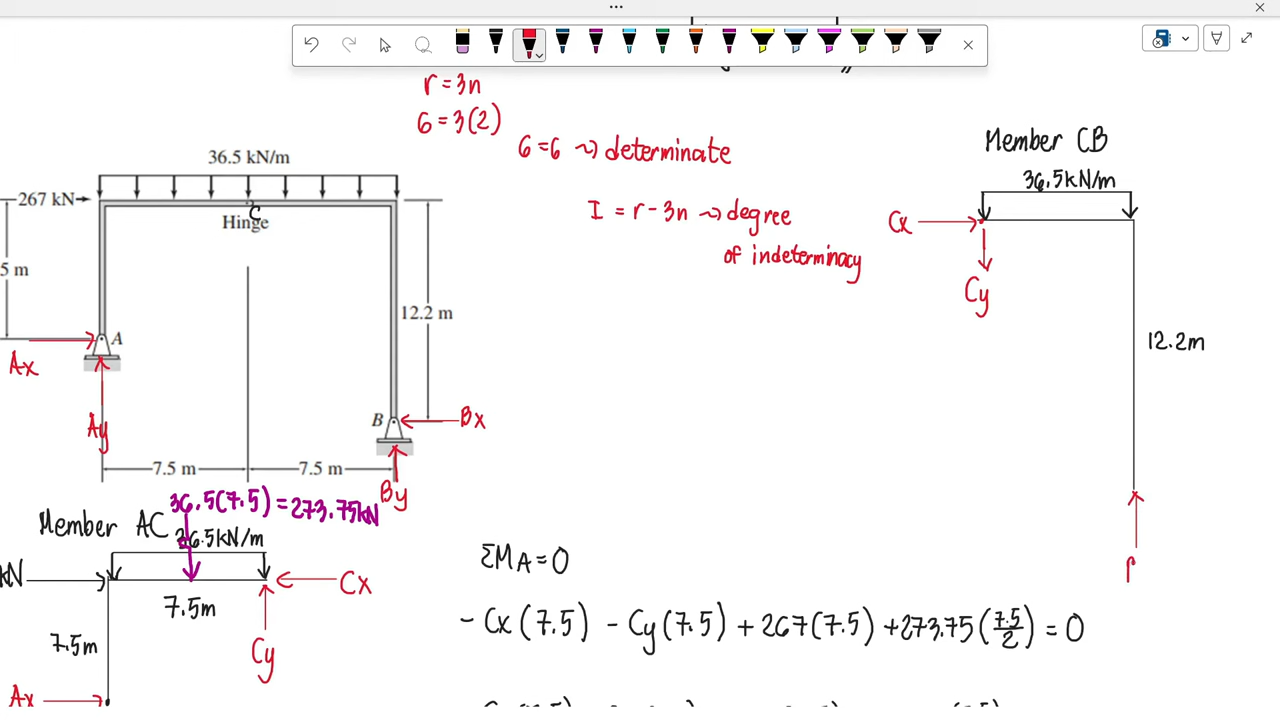 r = 3n
6 = 3(2)
6 = 6 ⤳ determinate
I = r - 3n ⤳ degree
of indeterminacy
36.5 kN/m
267 kN
C
Hinge
5 m
12.2 m
A
Ax
Ay
B
Bx
By
7.5 m
7.5 m
Member CB
36.5kN/m
Cx
Cy
12.2m
36.5(7.5) = 273.75kN
Member AC
36.5kN/m
kN
Cx
7.5m
7.5m
Cy
Ax
ΣMA = 0
- Cx(7.5) - Cy(7.5) + 267(7.5) + 273.75(7.5/2) = 0